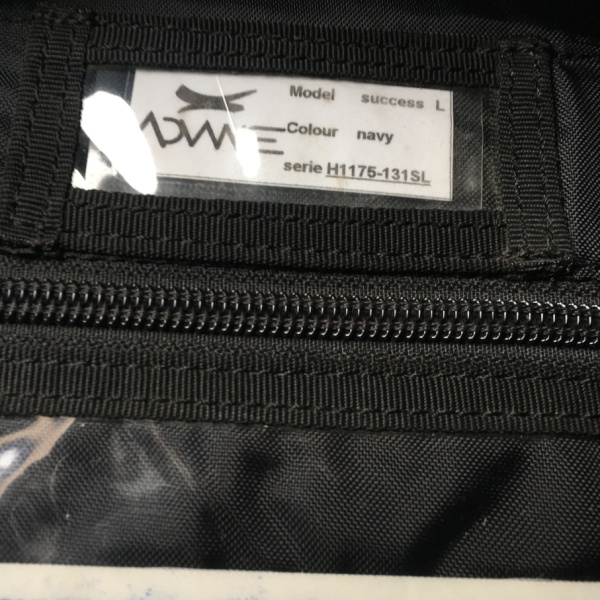 Model success L
Colour navy
serie H1175-131SL